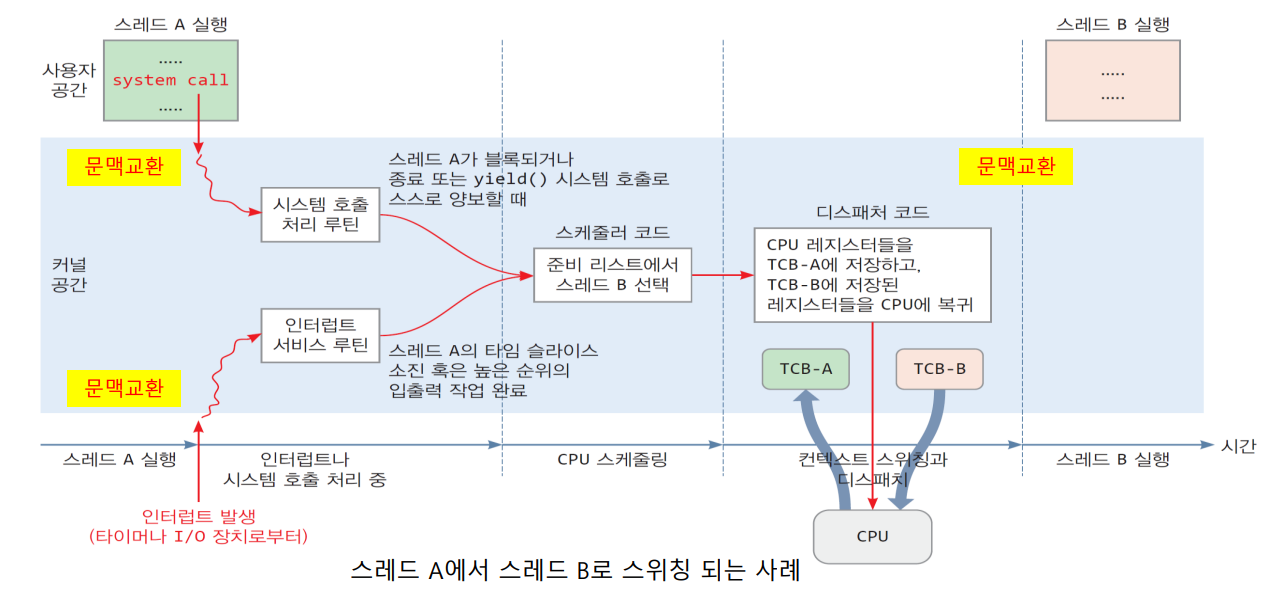 스레드 A 실행
스레드 B 실행
사용자
공간
.....
system call
.....
.....
.....
문맥교환
스레드 A가 블록되거나
종료 또는 yield() 시스템 호출로
스스로 양보할 때
문맥교환
시스템 호출
처리 루틴
스케줄러 코드
준비 리스트에서
스레드 B 선택
디스패처 코드
CPU 레지스터들을
TCB-A에 저장하고,
TCB-B에 저장된
레지스터들을 CPU에 복귀
커널
공간
인터럽트
서비스 루틴
스레드 A의 타임 슬라이스
소진 혹은 높은 순위의
입출력 작업 완료
문맥교환
TCB-A
TCB-B
시간
스레드 A 실행
인터럽트나
시스템 호출 처리 중
CPU 스케줄링
컨텍스트 스위칭과
디스패치
스레드 B 실행
인터럽트 발생
(타이머나 I/O 장치로부터)
CPU
스레드 A에서 스레드 B로 스위칭 되는 사례